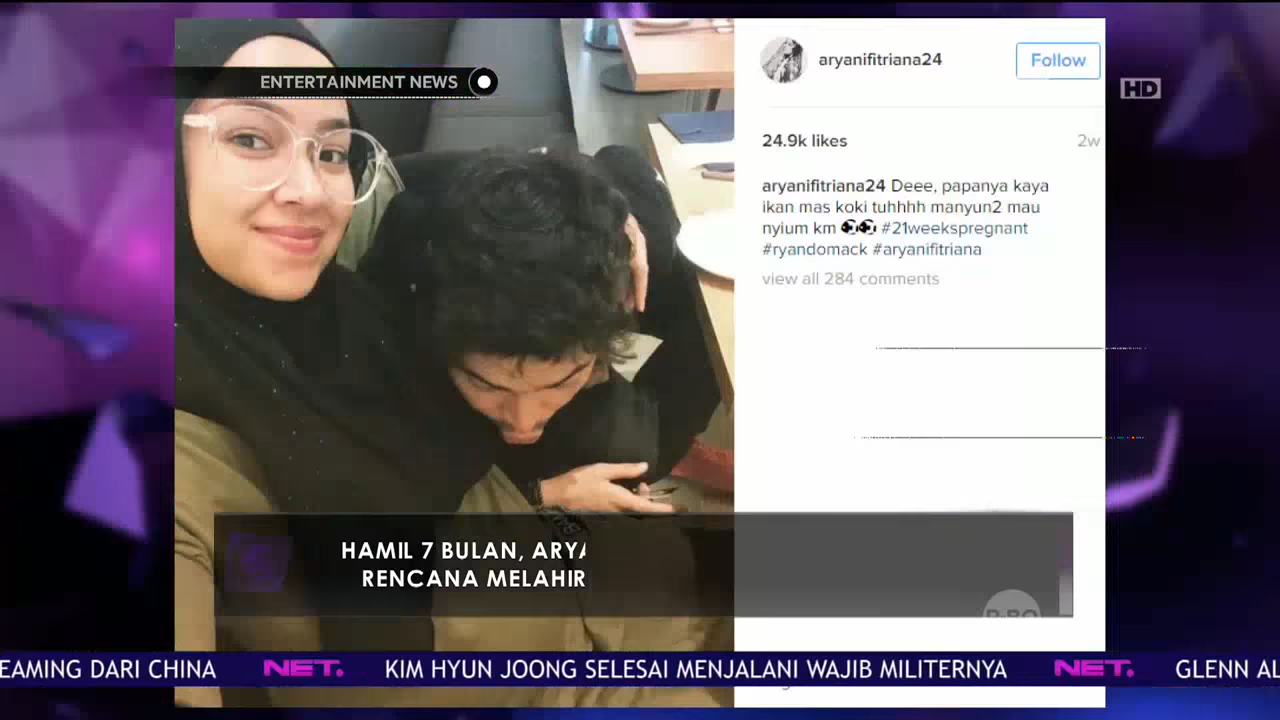 ENTERTAINMENT NEWS
aryanifitriana24
Follow
HD
24.9k likes
2w
aryanifitriana24 Deee, papanya kaya
ikan mas koki tuhhhh manyun2 mau
nyium km 👀👀 #21weekspregnant
#ryandomack #aryanifitriana
view all 284 comments
HAMIL 7 BULAN, ARYA
RENCANA MELAHIR
R-BO
EAMING DARI CHINA NET. KIM HYUN JOONG SELESAI MENJALANI WAJIB MILITERNYA NET. GLENN AL